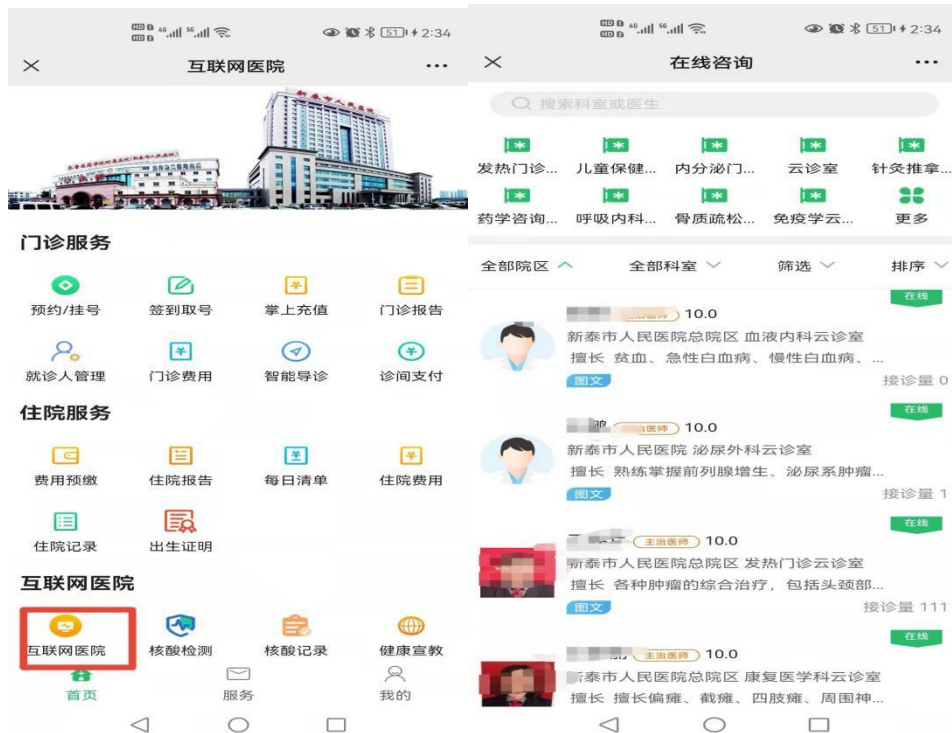 HD 46 56 51 2:34
互联网医院
新泰市人民医院
门诊服务
预约/挂号 签到取号 掌上充值 门诊报告
就诊人管理 门诊费用 智能导诊 诊间支付
住院服务
费用预缴 住院报告 每日清单 住院费用
住院记录 出生证明
互联网医院
互联网医院 核酸检测 核酸记录 健康宣教
首页 服务 我的
HD 46 56 51 2:34
在线咨询
搜索科室或医生
发热门诊... 儿童保健... 内分泌门... 云诊室 针灸推拿...
药学咨询... 呼吸内科... 骨质疏松... 免疫学云... 更多
全部院区 全部科室 筛选 排序
在线
10.0
新泰市人民医院总院区 血液内科云诊室
擅长 贫血、急性白血病、慢性白血病、...
图文 接诊量 0
在线
医师 10.0
新泰市人民医院 泌尿外科云诊室
擅长 熟练掌握前列腺增生、泌尿系肿瘤...
图文 接诊量 1
在线
主治医师 10.0
新泰市人民医院总院区 发热门诊云诊室
擅长 各种肿瘤的综合治疗，包括头颈部...
图文 接诊量 111
在线
主治医师 10.0
新泰市人民医院总院区 康复医学科云诊室
擅长 擅长偏瘫、截瘫、四肢瘫、周围神...